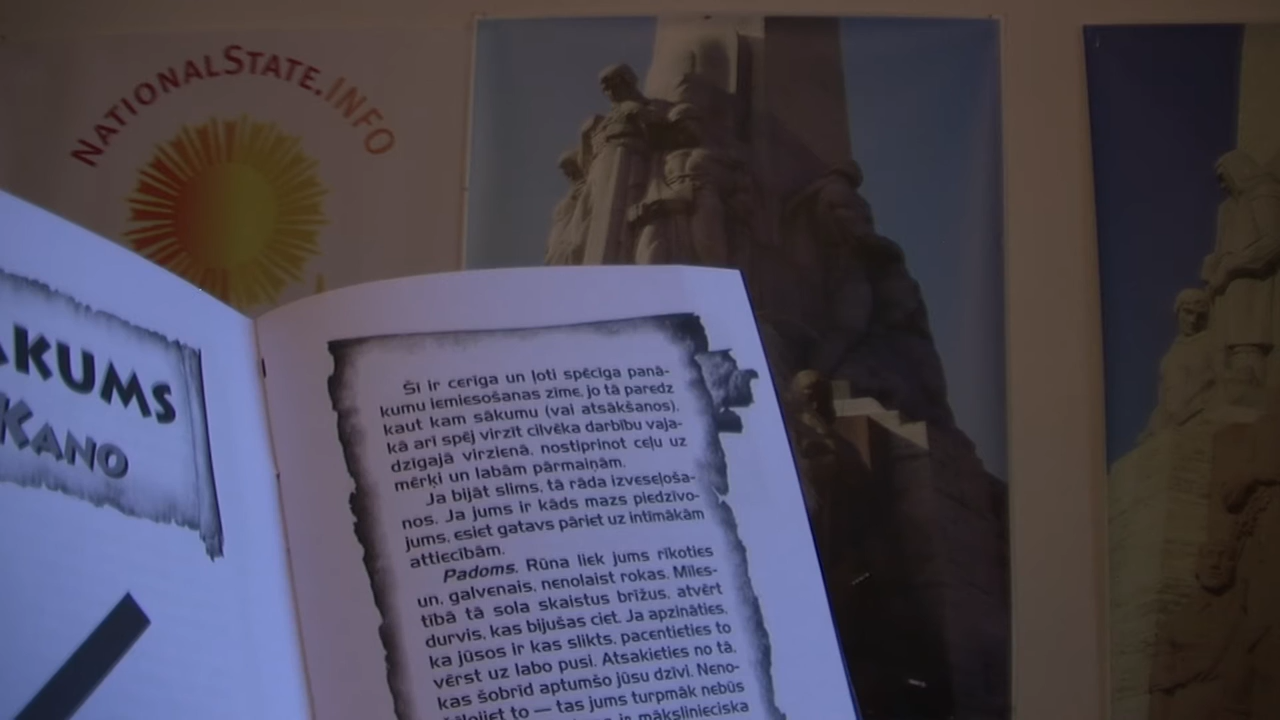 NATIONALSTATE.INFO
AKUMS
KANO
Šī ir cerīga un ļoti spēcīga panā-
kumu iemiesošanas zīme, jo tā paredz
kaut kam sākumu (vai atsākšanos),
kā arī spēj virzīt cilvēka darbību vaja-
dzīgajā virzienā, nostiprinot ceļu uz
mērķi un labām pārmaiņām.
Ja bijāt slims, tā rāda izveseļoša-
nos. Ja jums ir kāds mazs piedzīvo-
jums, esiet gatavs pāriet uz intīmākām
attiecībām.
Padoms. Rūna liek jums rīkoties
un, galvenais, nenolaist rokas. Mīles-
tībā tā sola skaistus brīžus, atvērt
durvis, kas bijušas ciet. Ja apzināties,
ka jūsos ir kas slikts, pacentieties to
vērst uz labo pusi. Atsakieties no tā,
kas šobrīd aptumšo jūsu dzīvi. Neno-
žēlojiet to — tas jums turpmāk nebūs
ir mākslinieciska